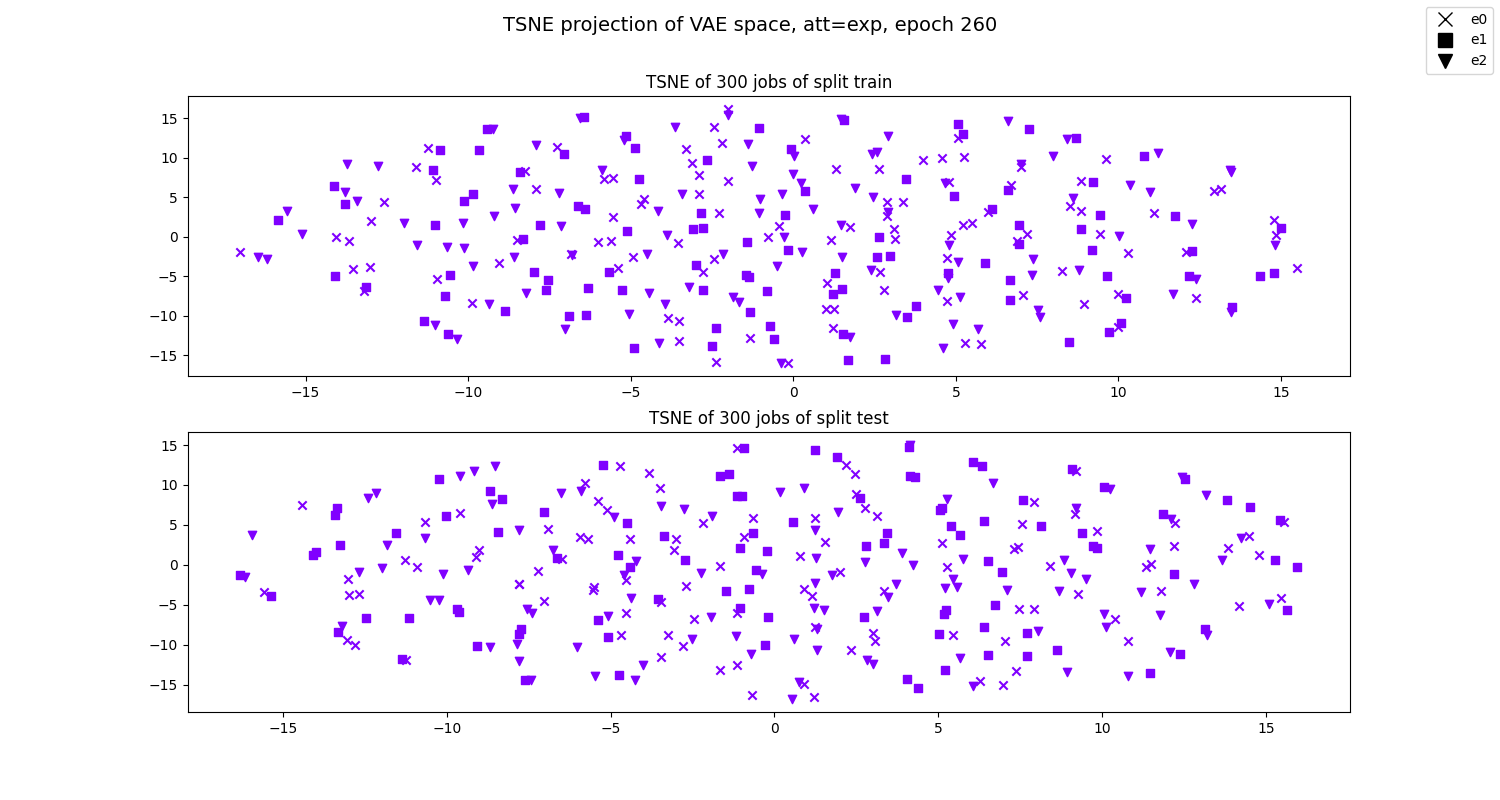 TSNE projection of VAE space, att=exp, epoch 260
e0
e1
e2
TSNE of 300 jobs of split train
15
10
5
0
−5
−10
−15
−15 −10 −5 0 5 10 15
TSNE of 300 jobs of split test
15
10
5
0
−5
−10
−15
−15 −10 −5 0 5 10 15